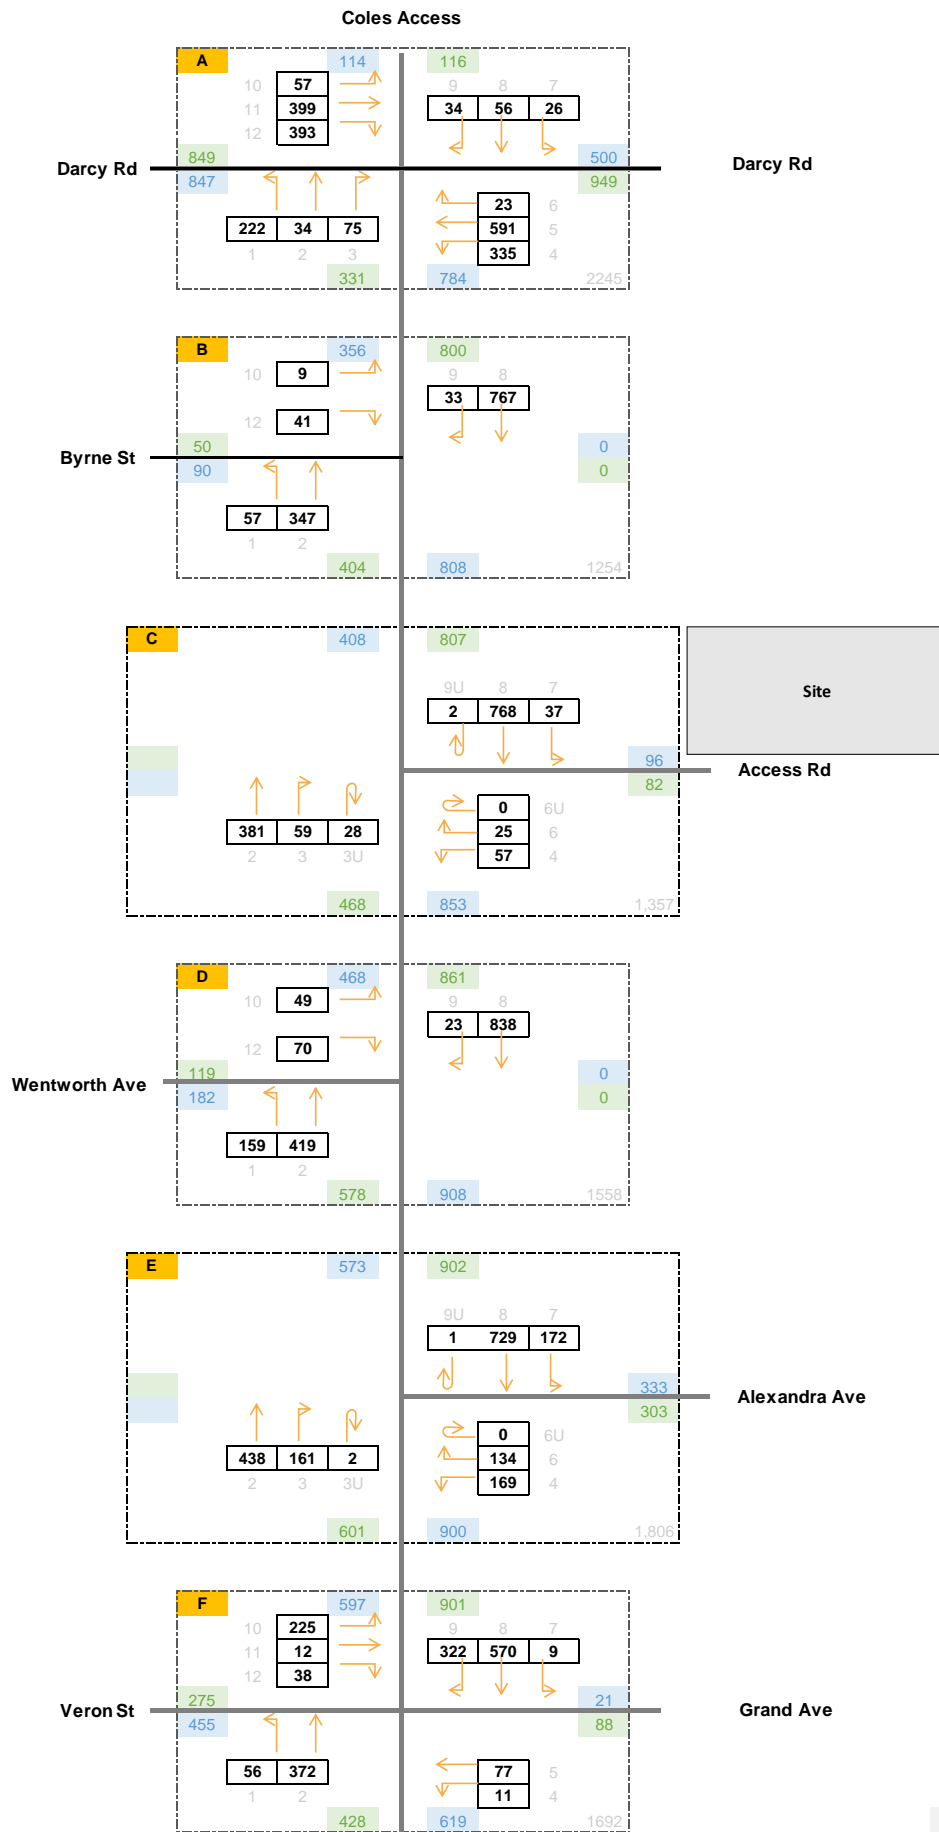 Coles Access
A 114 116
10 57 9 8 7
11 399 34 56 26
12 393
849 500
Darcy Rd Darcy Rd
847 949
23 6
222 34 75 591 5
1 2 3 335 4
331 784 2245
B 356 800
10 9 9 8
33 767
12 41
50 0
Byrne St
90 0
57 347
1 2
404 808 1254
C 408 807
9U 8 7 Site
2 768 37
96
Access Rd
82
0 6U
381 59 28 25 6
2 3 3U 57 4
468 853 1,357
D 468 861
10 49 9 8
23 838
12 70
119 0
Wentworth Ave
182 0
159 419
1 2
578 908 1558
E 573 902
9U 8 7
1 729 172
333
Alexandra Ave
303
0 6U
438 161 2 134 6
2 3 3U 169 4
601 900 1,806
F 597 901
10 225 9 8 7
11 12 322 570 9
12 38
275 21
Veron St Grand Ave
455 88
56 372 77 5
1 2 11 4
428 619 1692